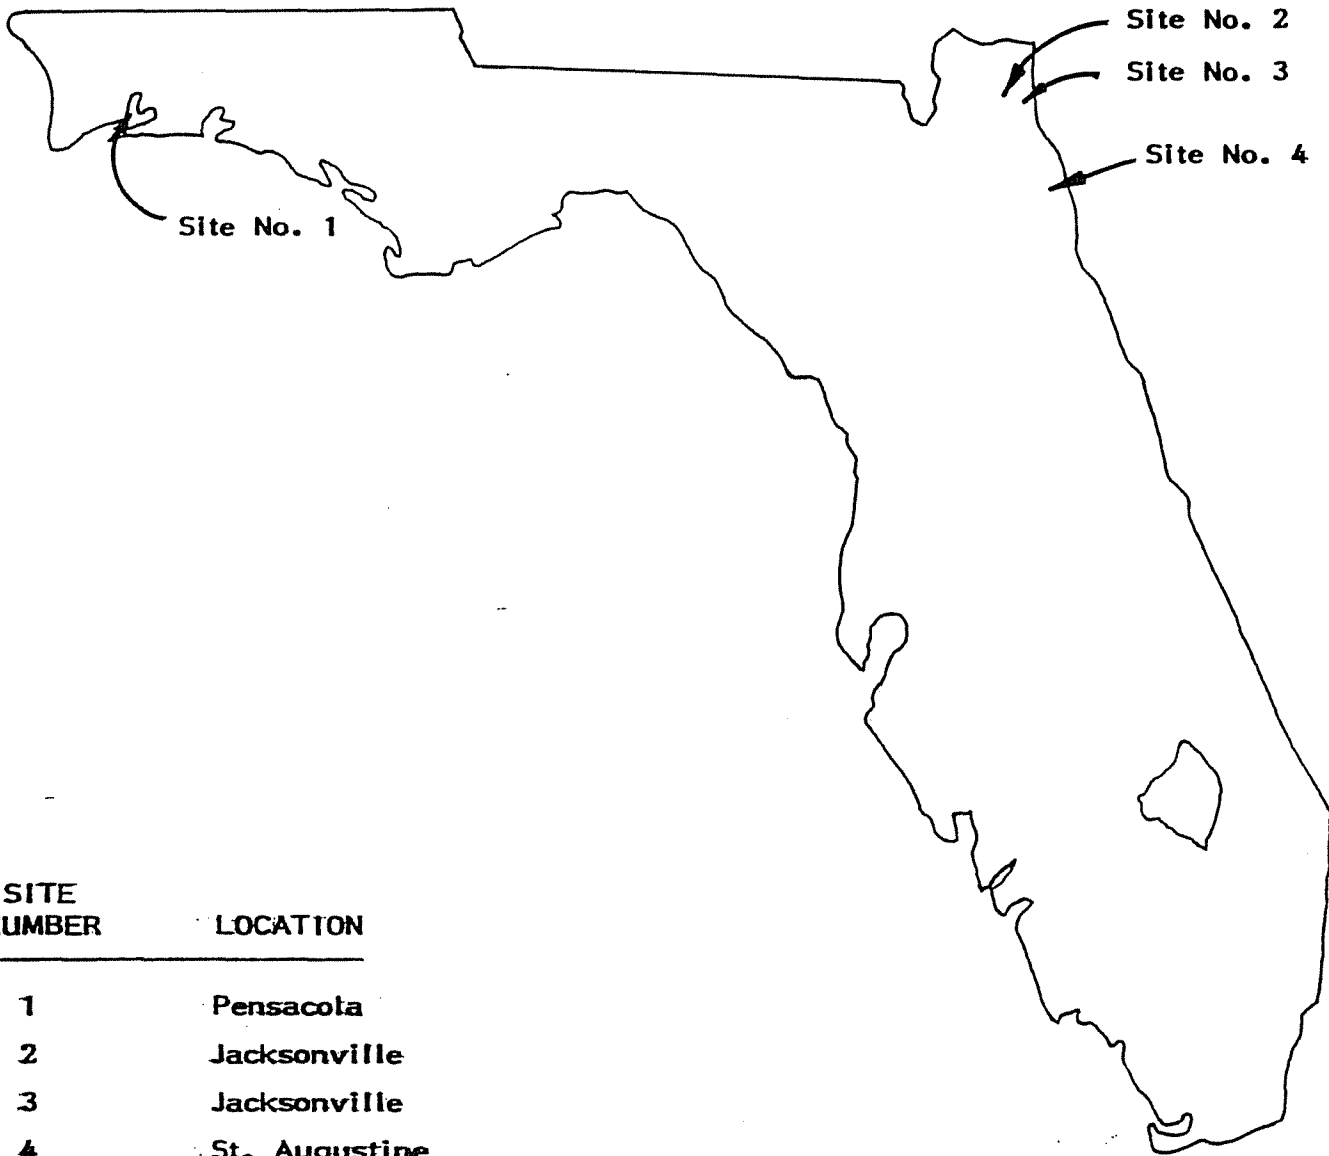 Site No. 2
Site No. 3
Site No. 4
Site No. 1
SITE
UMBER LOCATION
1 Pensacola
2 Jacksonville
3 Jacksonville
4 St. Augustine